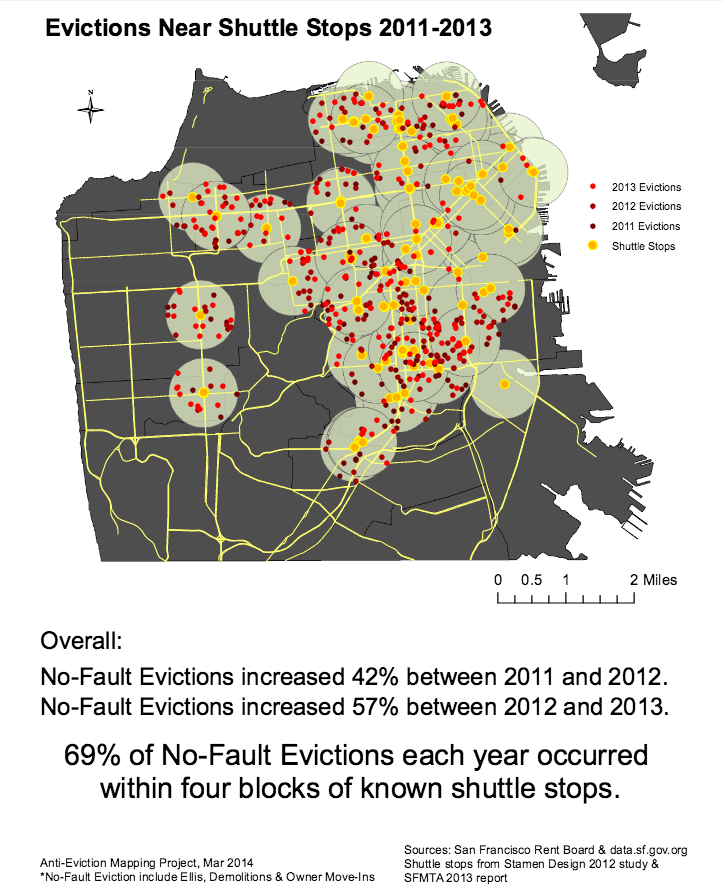 Evictions Near Shuttle Stops 2011-2013
N
2013 Evictions
2012 Evictions
2011 Evictions
Shuttle Stops
0 0.5 1 2 Miles
Overall:
No-Fault Evictions increased 42% between 2011 and 2012.
No-Fault Evictions increased 57% between 2012 and 2013.
69% of No-Fault Evictions each year occurred
within four blocks of known shuttle stops.
Anti-Eviction Mapping Project, Mar 2014
*No-Fault Eviction include Ellis, Demolitions & Owner Move-Ins
Sources: San Francisco Rent Board & data.sf.gov.org
Shuttle stops from Stamen Design 2012 study &
SFMTA 2013 report